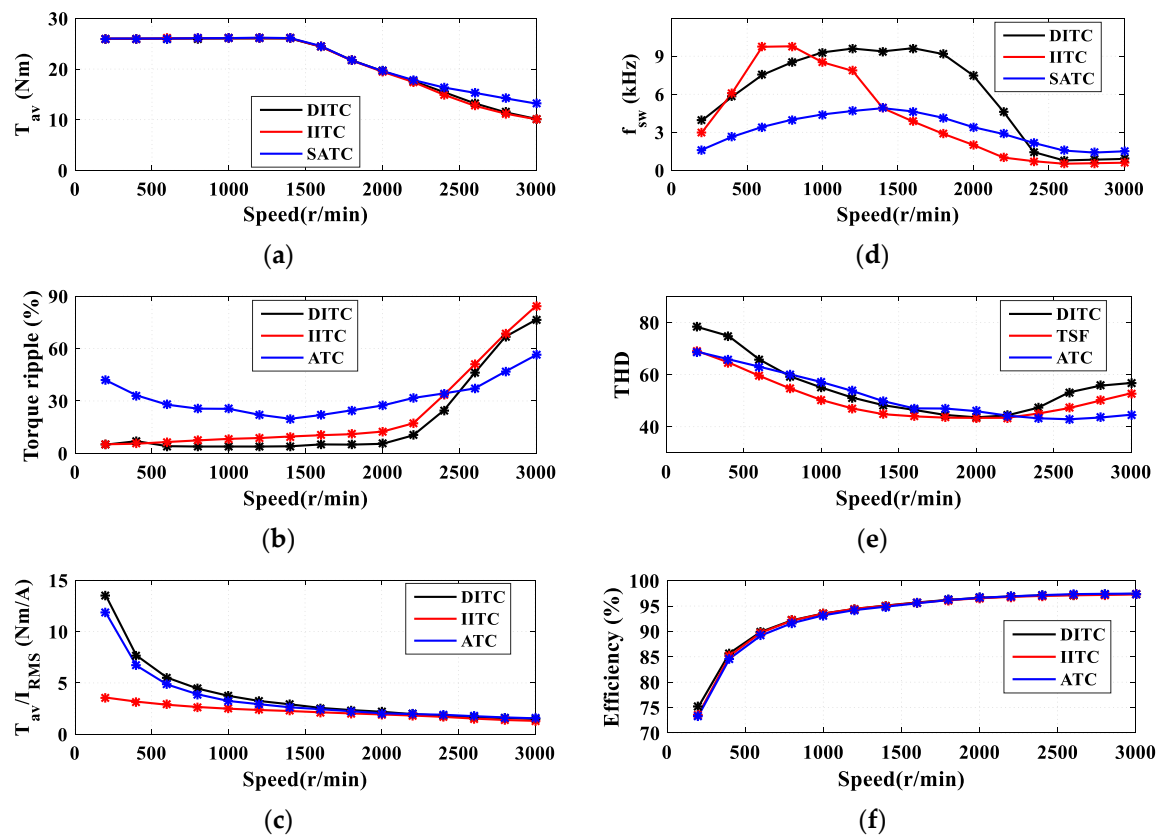 30
20
10
0
T_av (Nm)
DITC
IITC
SATC
0 500 1000 1500 2000 2500 3000
Speed(r/min)
(a)
9
6
3
0
f_sw (kHz)
DITC
IITC
SATC
0 500 1000 1500 2000 2500 3000
Speed(r/min)
(d)
90
60
30
0
Torque ripple (%)
DITC
IITC
ATC
0 500 1000 1500 2000 2500 3000
Speed(r/min)
(b)
80
60
40
THD
DITC
TSF
ATC
0 500 1000 1500 2000 2500 3000
Speed(r/min)
(e)
15
10
5
0
T_av/I_RMS (Nm/A)
DITC
IITC
ATC
0 500 1000 1500 2000 2500 3000
Speed(r/min)
(c)
100
95
90
85
80
75
70
Efficiency (%)
DITC
IITC
ATC
0 500 1000 1500 2000 2500 3000
Speed(r/min)
(f)